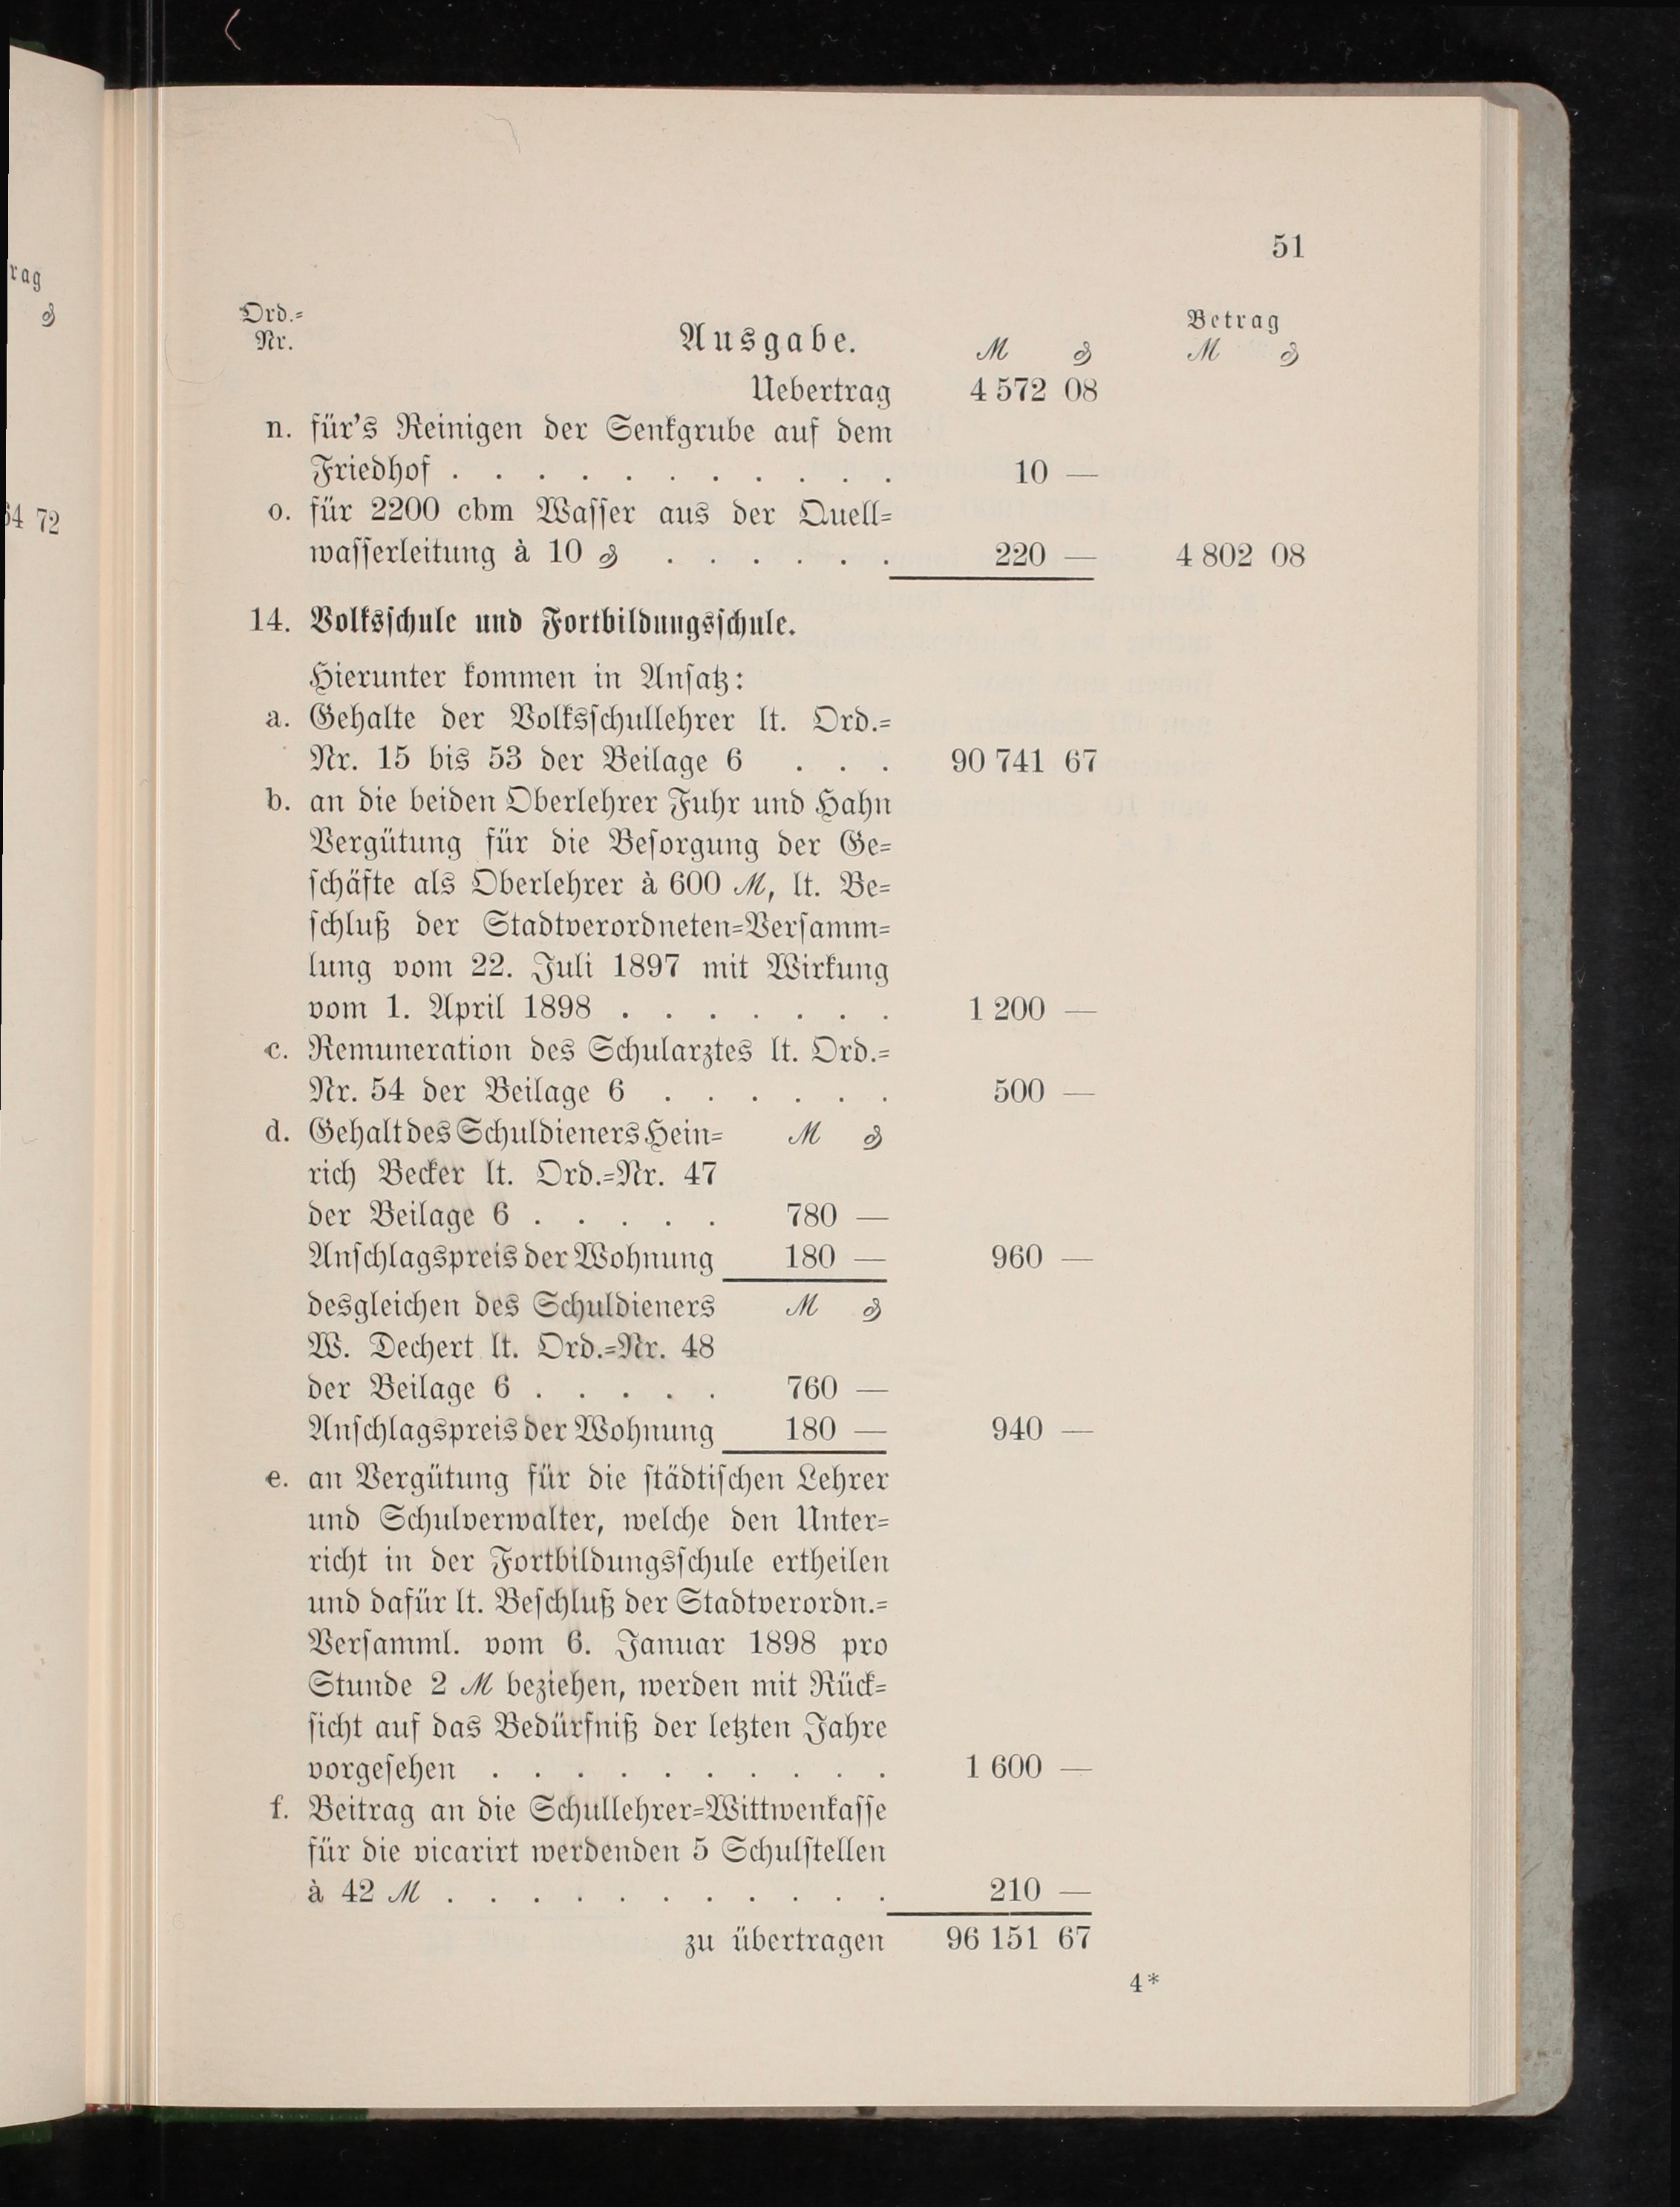 rag
₰
64 72
51
Ord.=
Nr.
Ausgabe.
Betrag
ℳ ₰ ℳ ₰
Uebertrag 4 572 08
n. für's Reinigen der Senkgrube auf dem
Friedhof . . . . . . . . . . . 10 —
o. für 2200 cbm Wasser aus der Quell=
wasserleitung à 10 ₰ . . . . . . 220 — 4 802 08
14. Volksschule und Fortbildungsschule.
Hierunter kommen in Ansatz:
a. Gehalte der Volksschullehrer lt. Ord.=
Nr. 15 bis 53 der Beilage 6 . . . 90 741 67
b. an die beiden Oberlehrer Fuhr und Hahn
Vergütung für die Besorgung der Ge=
schäfte als Oberlehrer à 600 ℳ, lt. Be=
schluß der Stadtverordneten=Versamm=
lung vom 22. Juli 1897 mit Wirkung
vom 1. April 1898 . . . . . . . 1 200 —
c. Remuneration des Schularztes lt. Ord.=
Nr. 54 der Beilage 6 . . . . . . 500 —
d. Gehalt des Schuldieners Hein= ℳ ₰
rich Becker lt. Ord.=Nr. 47
der Beilage 6 . . . . . 780 —
Anschlagspreis der Wohnung 180 — 960 —
desgleichen des Schuldieners ℳ ₰
W. Dechert lt. Ord.=Nr. 48
der Beilage 6 . . . . . 760 —
Anschlagspreis der Wohnung 180 — 940 —
e. an Vergütung für die städtischen Lehrer
und Schulverwalter, welche den Unter=
richt in der Fortbildungsschule ertheilen
und dafür lt. Beschluß der Stadtverordn.=
Versamml. vom 6. Januar 1898 pro
Stunde 2 ℳ beziehen, werden mit Rück=
sicht auf das Bedürfniß der letzten Jahre
vorgesehen . . . . . . . . . . 1 600 —
f. Beitrag an die Schullehrer=Wittwenkasse
für die vicarirt werdenden 5 Schulstellen
à 42 ℳ . . . . . . . . . . . 210 —
zu übertragen 96 151 67
4*